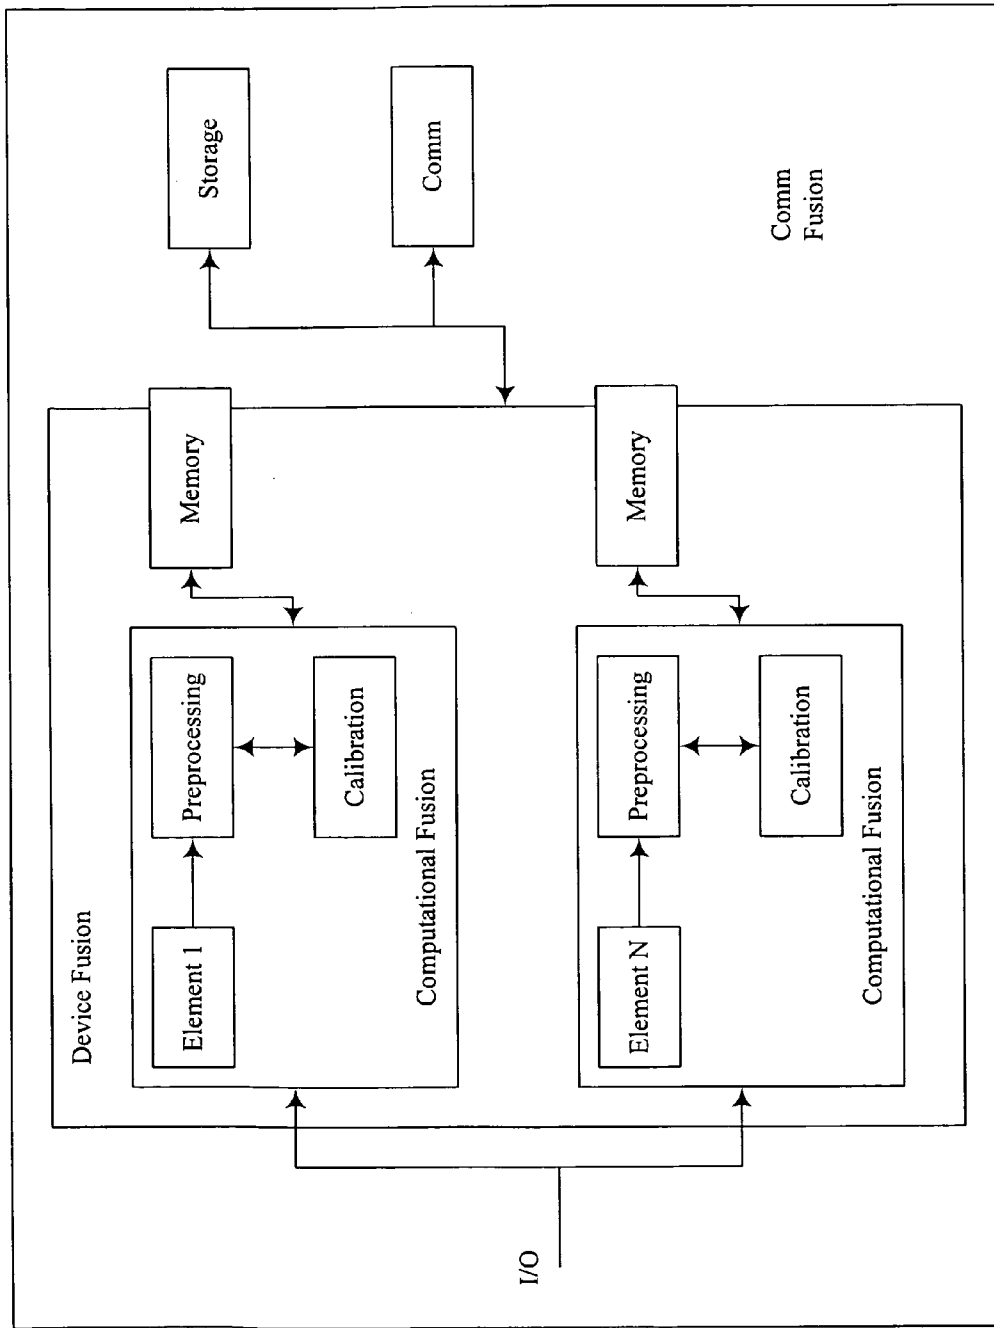 Device Fusion
Element 1
Preprocessing
Calibration
Computational Fusion
Memory
Storage
Comm
I/O
Element N
Preprocessing
Calibration
Computational Fusion
Memory
Comm
Fusion